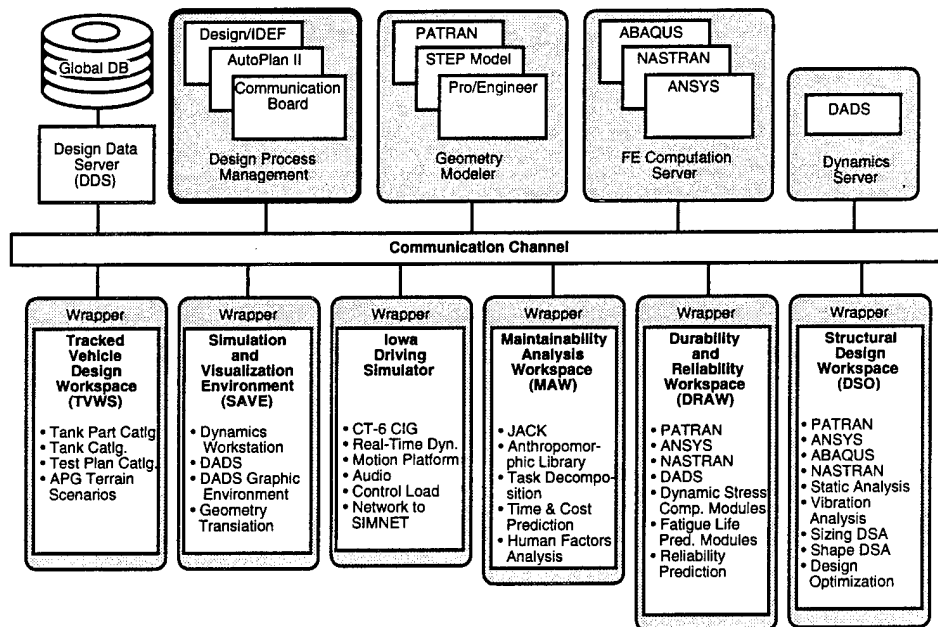 Global DB
Design Data
Server
(DDS)
Design/IDEF
AutoPlan II
Communication
Board
Design Process
Management
PATRAN
STEP Model
Pro/Engineer
Geometry
Modeler
ABAQUS
NASTRAN
ANSYS
FE Computation
Server
DADS
Dynamics
Server
Communication Channel
Wrapper
Tracked
Vehicle
Design
Workspace
(TVWS)
• Tank Part Catlg.
• Tank Catlg.
• Test Plan Catlg.
• APG Terrain
Scenarios
Wrapper
Simulation
and
Visualization
Environment
(SAVE)
• Dynamics
Workstation
• DADS
• DADS Graphic
Environment
• Geometry
Translation
Wrapper
Iowa
Driving
Simulator
• CT-6 CIG
• Real-Time Dyn.
• Motion Platform
• Audio
• Control Load
• Network to
SIMNET
Wrapper
Maintainability
Analysis
Workspace
(MAW)
• JACK
• Anthropomor-
phic Library
• Task Decompo-
sition
• Time & Cost
Prediction
• Human Factors
Analysis
Wrapper
Durability
and
Reliability
Workspace
(DRAW)
• PATRAN
• ANSYS
• NASTRAN
• DADS
• Dynamic Stress
Comp. Modules
• Fatigue Life
Pred. Modules
• Reliability
Prediction
Wrapper
Structural
Design
Workspace
(DSO)
• PATRAN
• ANSYS
• ABAQUS
• NASTRAN
• Static Analysis
• Vibration
Analysis
• Sizing DSA
• Shape DSA
• Design
Optimization